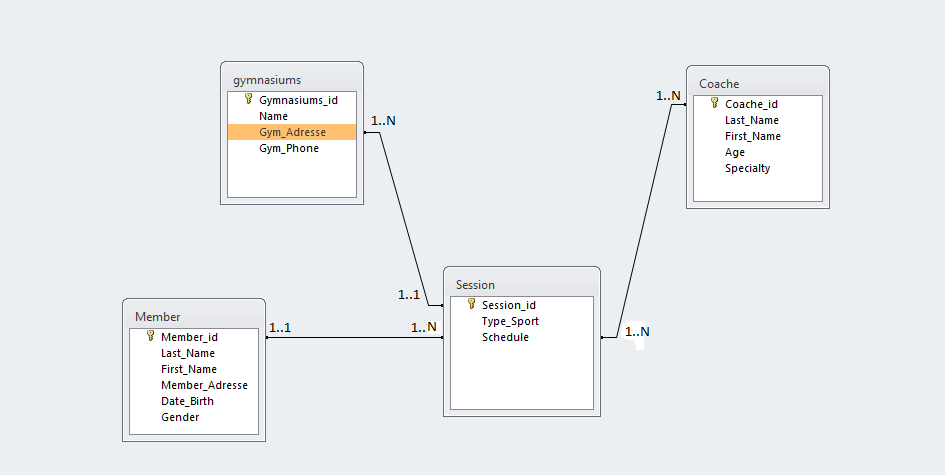 gymnasiums
Gymnasiums_id
Name
Gym_Adresse
Gym_Phone
1..N
1..1
Coache
Coache_id
Last_Name
First_Name
Age
Specialty
1..N
Session
Session_id
Type_Sport
Schedule
1..N
1..N
Member
Member_id
Last_Name
First_Name
Member_Adresse
Date_Birth
Gender
1..1